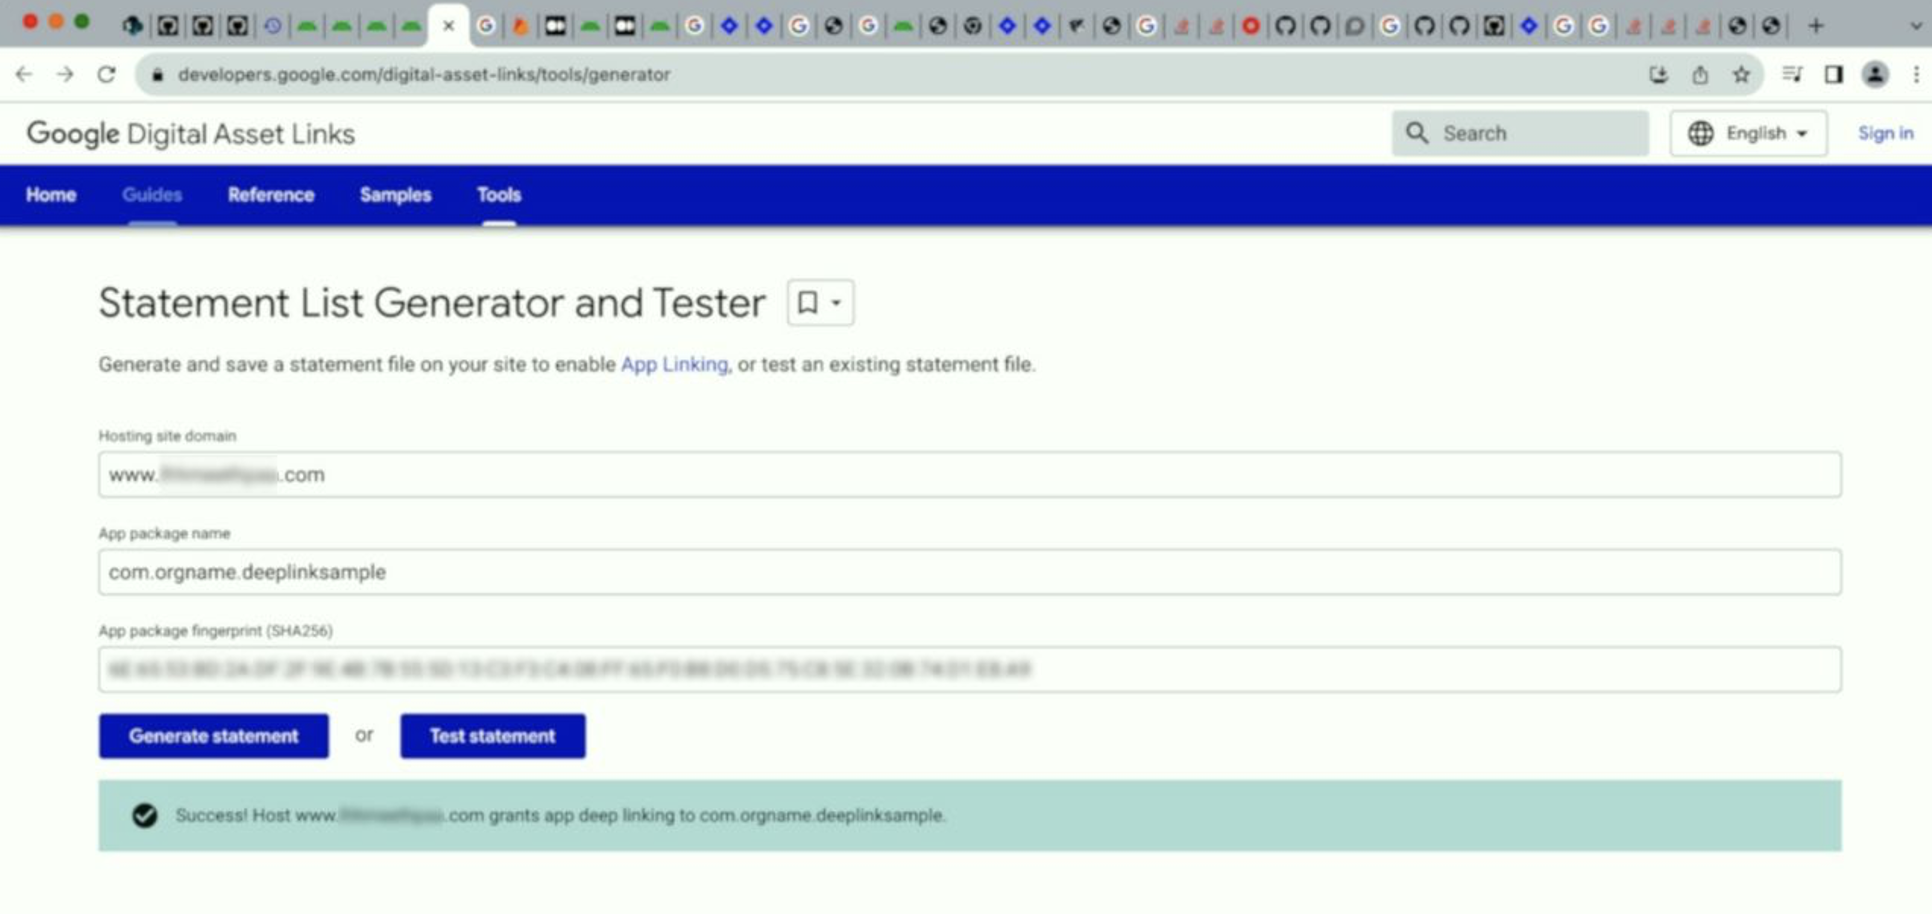 developers.google.com/digital-asset-links/tools/generator
Google Digital Asset Links
Search
English
Sign in
Home Guides Reference Samples Tools
Statement List Generator and Tester
Generate and save a statement file on your site to enable App Linking, or test an existing statement file.
Hosting site domain
www. .com
App package name
com.orgname.deeplinksample
App package fingerprint (SHA256)
Generate statement or Test statement
Success! Host www. .com grants app deep linking to com.orgname.deeplinksample.